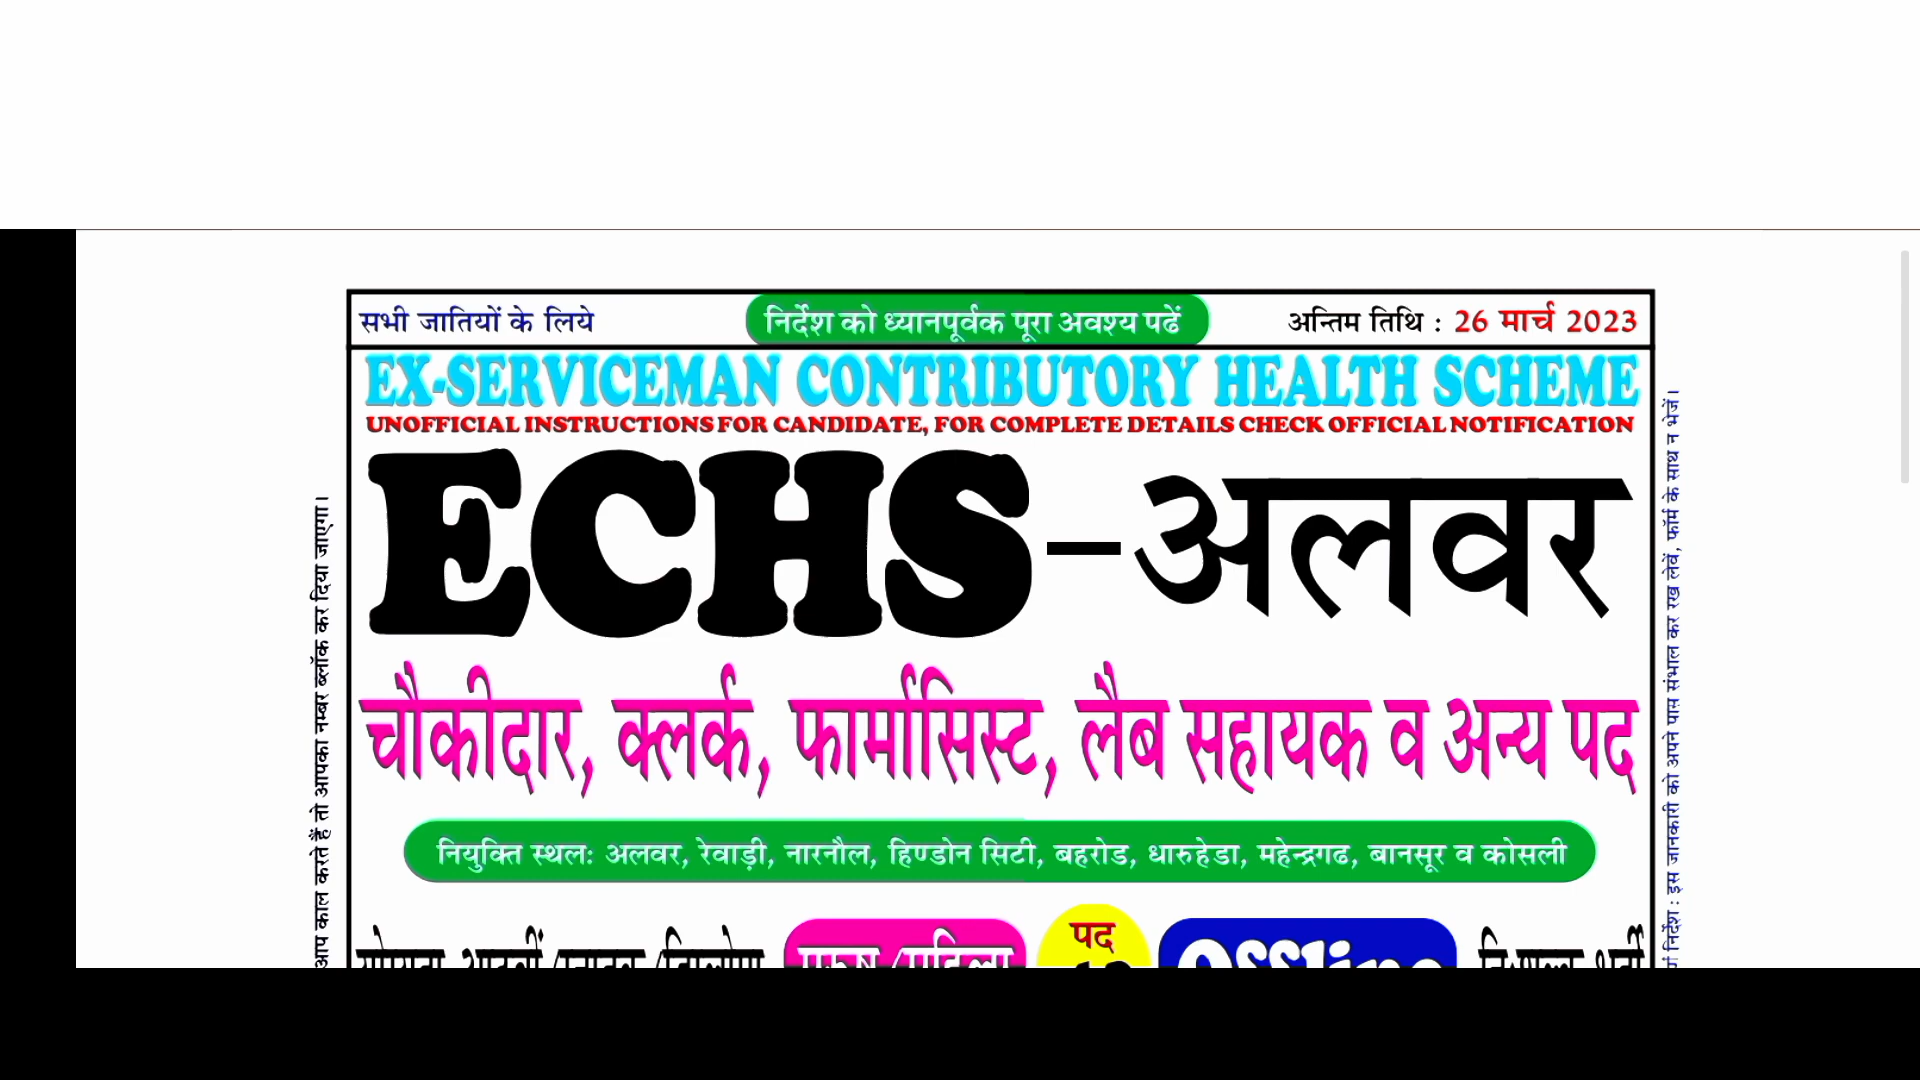 सभी जातियों के लिये
निर्देश को ध्यानपूर्वक पूरा अवश्य पढें
अन्तिम तिथि : 26 मार्च 2023
EX-SERVICEMAN CONTRIBUTORY HEALTH SCHEME
UNOFFICIAL INSTRUCTIONS FOR CANDIDATE, FOR COMPLETE DETAILS CHECK OFFICIAL NOTIFICATION
ECHS-अलवर
चौकीदार, क्लर्क, फार्मासिस्ट, लैब सहायक व अन्य पद
नियुक्ति स्थलः अलवर, रेवाड़ी, नारनौल, हिण्डोन सिटी, बहरोड, धारुहेडा, महेन्द्रगढ, बानसूर व कोसली
पद
Offline
आप काल करते हैं तो आपका नम्बर ब्लॉक कर दिया जाएगा।
निर्देश : इस जानकारी को अपने पास संभाल कर रख लेवें, फॉर्म के साथ न भेजें।